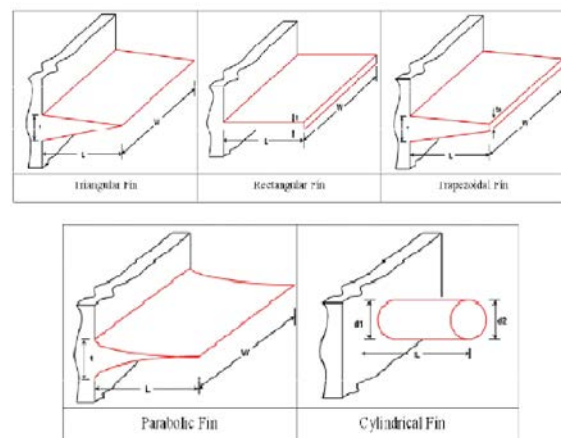 t
L
W
Triangular Fin
t
L
W
Rectangular Fin
t
L
W
Trapezoidal Fin
t
L
W
Parabolic Fin
d1
L
d2
Cylindrical Fin